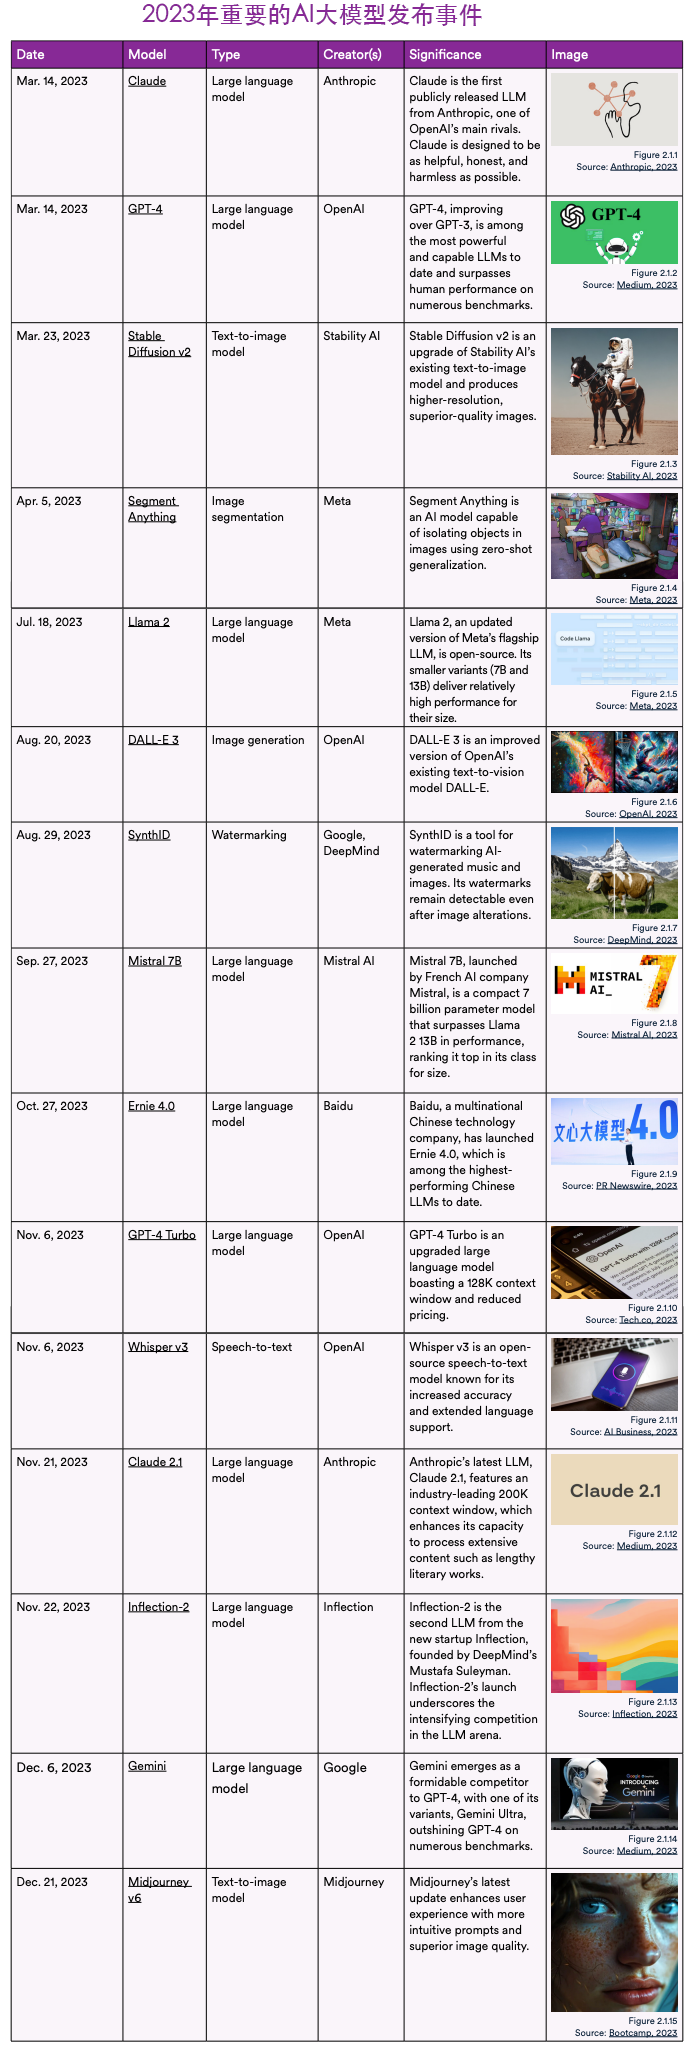 2023年重要的AI大模型发布事件
Date Model Type Creator(s) Significance Image
Mar. 14, 2023 Claude Large language Anthropic Claude is the first
model publicly released LLM
from Anthropic, one of
OpenAI's main rivals.
Claude is designed to be
as helpful, honest, and
harmless as possible.
Figure 2.1.1
Source: Anthropic, 2023
Mar. 14, 2023 GPT-4 Large language OpenAI GPT-4, improving
model over GPT-3, is among
the most powerful
and capable LLMs to
date and surpasses
human performance on
numerous benchmarks.
GPT-4
Figure 2.1.2
Source: Medium, 2023
Mar. 23, 2023 Stable Text-to-image Stability AI Stable Diffusion v2 is an
Diffusion v2 model upgrade of Stability AI's
existing text-to-image
model and produces
higher-resolution,
superior-quality images.
Figure 2.1.3
Source: Stability AI, 2023
Apr. 5, 2023 Segment Image Meta Segment Anything is
Anything segmentation an AI model capable
of isolating objects in
images using zero-shot
generalization.
Figure 2.1.4
Source: Meta, 2023
Jul. 18, 2023 Llama 2 Large language Meta Llama 2, an updated
model version of Meta's flagship
LLM, is open-source. Its
smaller variants (7B and
13B) deliver relatively
high performance for
their size.
Code Llama
Figure 2.1.5
Source: Meta, 2023
Aug. 20, 2023 DALL-E 3 Image generation OpenAI DALL-E 3 is an improved
version of OpenAI's
existing text-to-vision
model DALL-E.
Figure 2.1.6
Source: OpenAI, 2023
Aug. 29, 2023 SynthID Watermarking Google, SynthID is a tool for
DeepMind watermarking AI-
generated music and
images. Its watermarks
remain detectable even
after image alterations.
Figure 2.1.7
Source: DeepMind, 2023
Sep. 27, 2023 Mistral 7B Large language Mistral AI Mistral 7B, launched
model by French AI company
Mistral, is a compact 7
billion parameter model
that surpasses Llama
2 13B in performance,
ranking it top in its class
for size.
MISTRAL 7
AI_
Figure 2.1.8
Source: Mistral AI, 2023
Oct. 27, 2023 Ernie 4.0 Large language Baidu Baidu, a multinational
model Chinese technology
company, has launched
Ernie 4.0, which is
among the highest-
performing Chinese
LLMs to date.
文心大模型4.0
Figure 2.1.9
Source: PR Newswire, 2023
Nov. 6, 2023 GPT-4 Turbo Large language OpenAI GPT-4 Turbo is an
model upgraded large
language model
boasting a 128K context
window and reduced
pricing.
OpenAI
GPT-4 Turbo with 128K
Figure 2.1.10
Source: Tech.co, 2023
Nov. 6, 2023 Whisper v3 Speech-to-text OpenAI Whisper v3 is an open-
source speech-to-text
model known for its
increased accuracy
and extended language
support.
Figure 2.1.11
Source: AI Business, 2023
Nov. 21, 2023 Claude 2.1 Large language Anthropic Anthropic's latest LLM,
model Claude 2.1, features an
industry-leading 200K
context window, which
enhances its capacity
to process extensive
content such as lengthy
literary works.
Claude 2.1
Figure 2.1.12
Source: Medium, 2023
Nov. 22, 2023 Inflection-2 Large language Inflection Inflection-2 is the
model second LLM from the
new startup Inflection,
founded by DeepMind's
Mustafa Suleyman.
Inflection-2's launch
underscores the
intensifying competition
in the LLM arena.
Figure 2.1.13
Source: Inflection, 2023
Dec. 6, 2023 Gemini Large language Google Gemini emerges as a
model formidable competitor
to GPT-4, with one of its
variants, Gemini Ultra,
outshining GPT-4 on
numerous benchmarks.
Google
INTRODUCING
Gemini
Figure 2.1.14
Source: Medium, 2023
Dec. 21, 2023 Midjourney Text-to-image Midjourney Midjourney's latest
v6 model update enhances user
experience with more
intuitive prompts and
superior image quality.
Figure 2.1.15
Source: Bootcamp, 2023